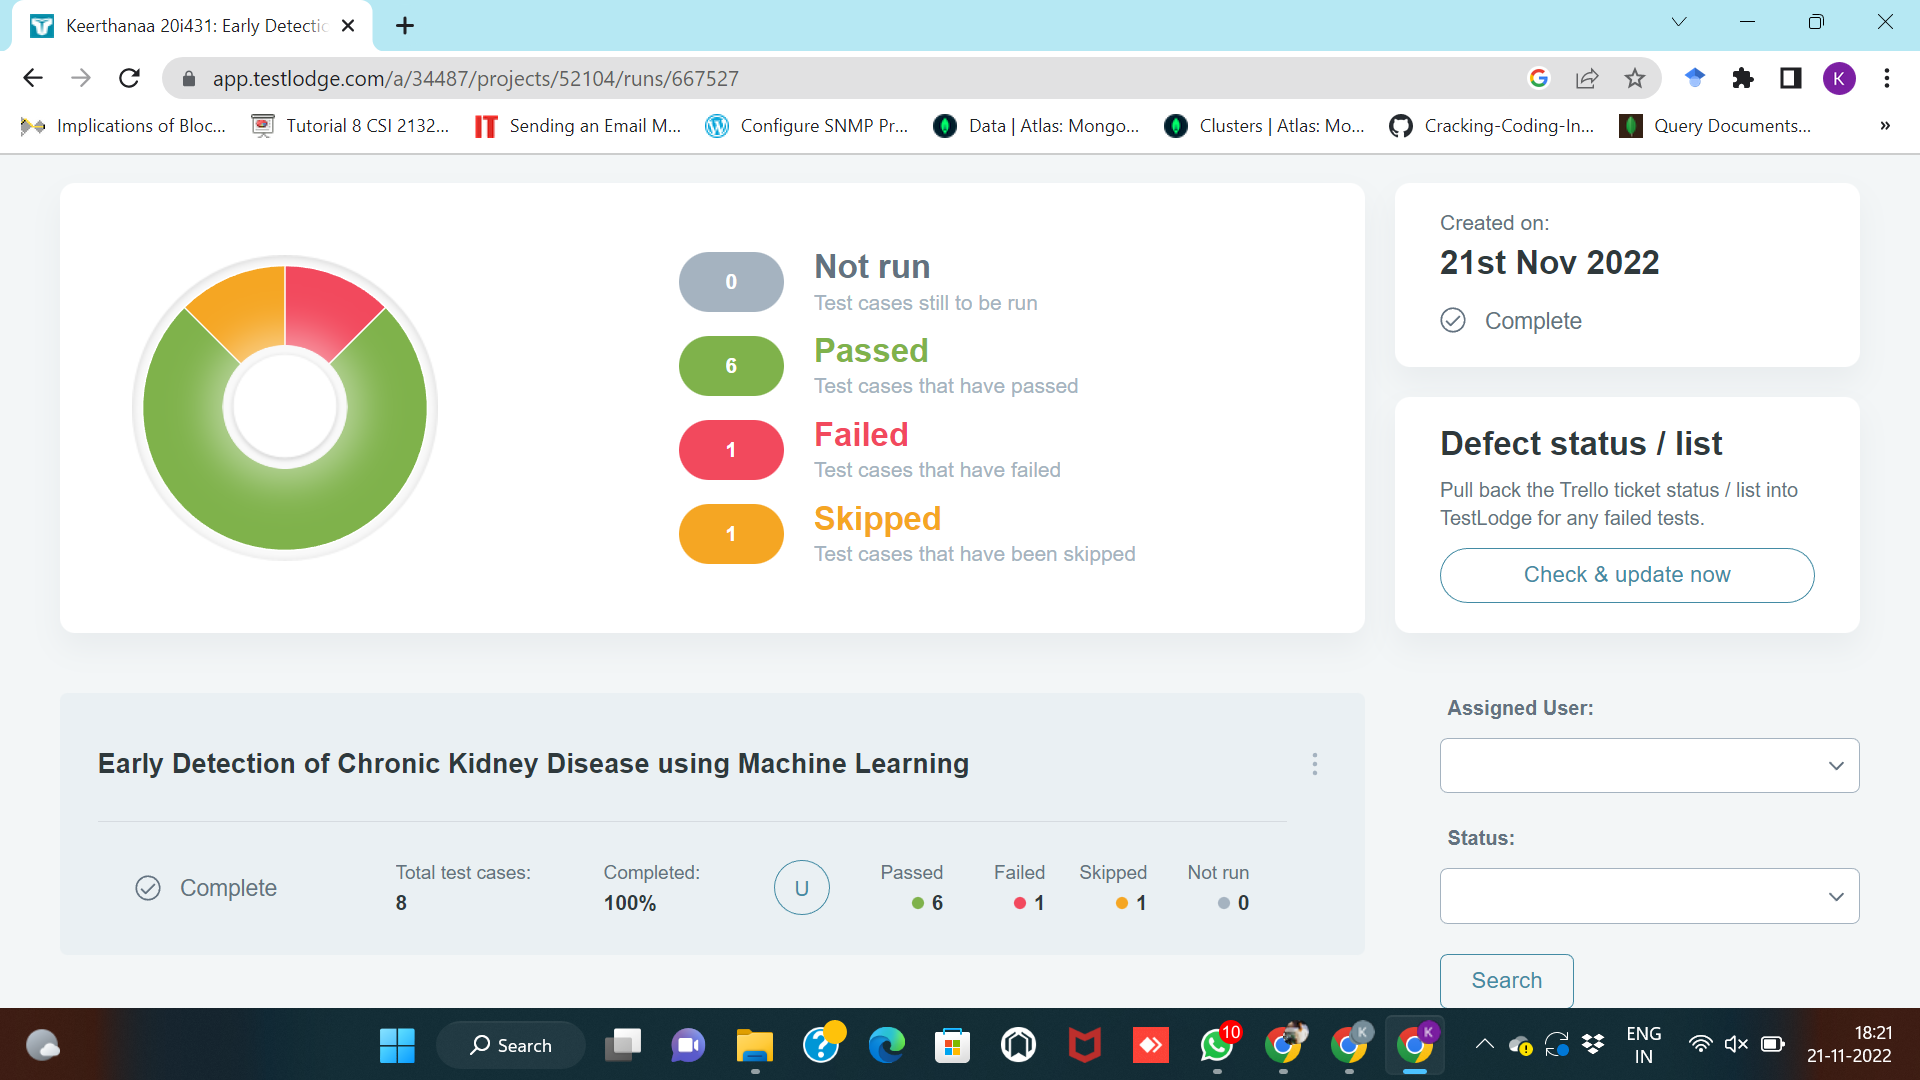 Keerthanaa 20i431: Early Detectic
app.testlodge.com/a/34487/projects/52104/runs/667527
K
Implications of Bloc...
Tutorial 8 CSI 2132...
IT
Sending an Email M...
Configure SNMP Pr...
Data | Atlas: Mongo...
Clusters | Atlas: Mo...
Cracking-Coding-In...
Query Documents...
»
0
Not run
Test cases still to be run
6
Passed
Test cases that have passed
1
Failed
Test cases that have failed
1
Skipped
Test cases that have been skipped
Created on:
21st Nov 2022
Complete
Defect status / list
Pull back the Trello ticket status / list into
TestLodge for any failed tests.
Check & update now
Early Detection of Chronic Kidney Disease using Machine Learning
Complete
Total test cases:
8
Completed:
100%
U
Passed
6
Failed
1
Skipped
1
Not run
0
Assigned User:
Status:
Search
Search
10
K
K
ENG
IN
18:21
21-11-2022